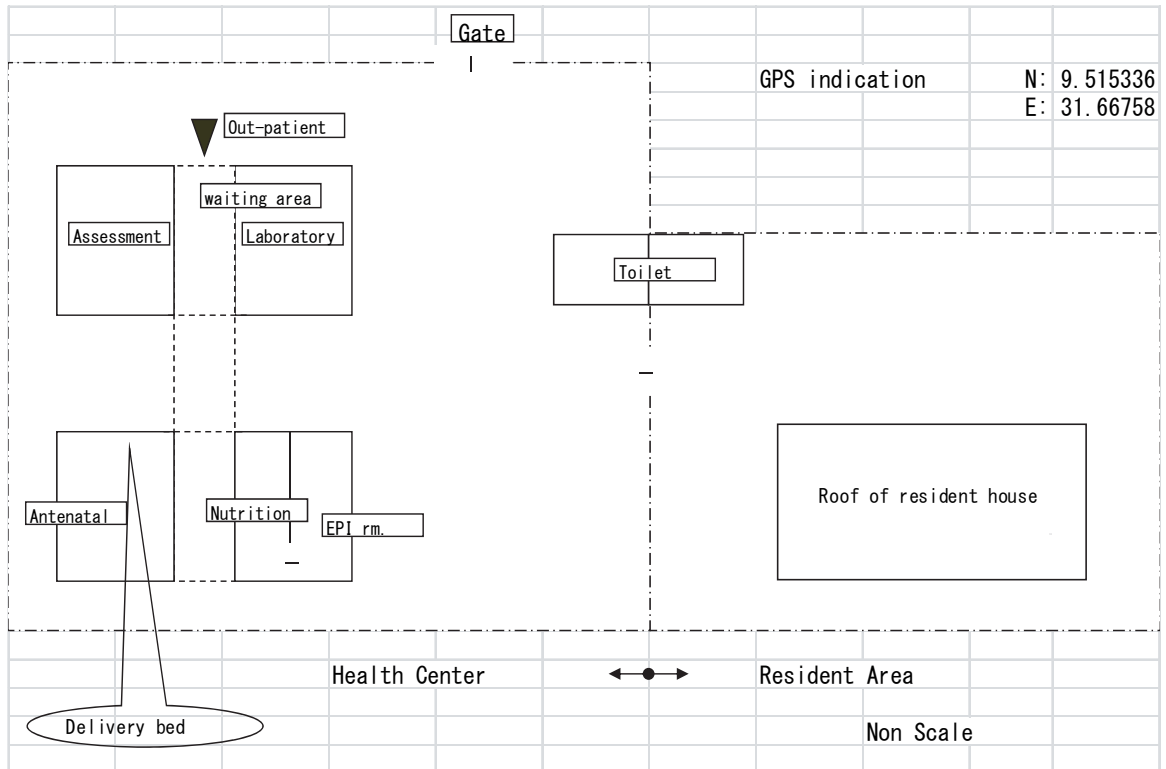 Gate
GPS indication N: 9.515336
E: 31.66758
Out-patient
waiting area
Assessment
Laboratory
Toilet
Roof of resident house
Antenatal
Nutrition
EPI rm.
Health Center
Resident Area
Delivery bed
Non Scale